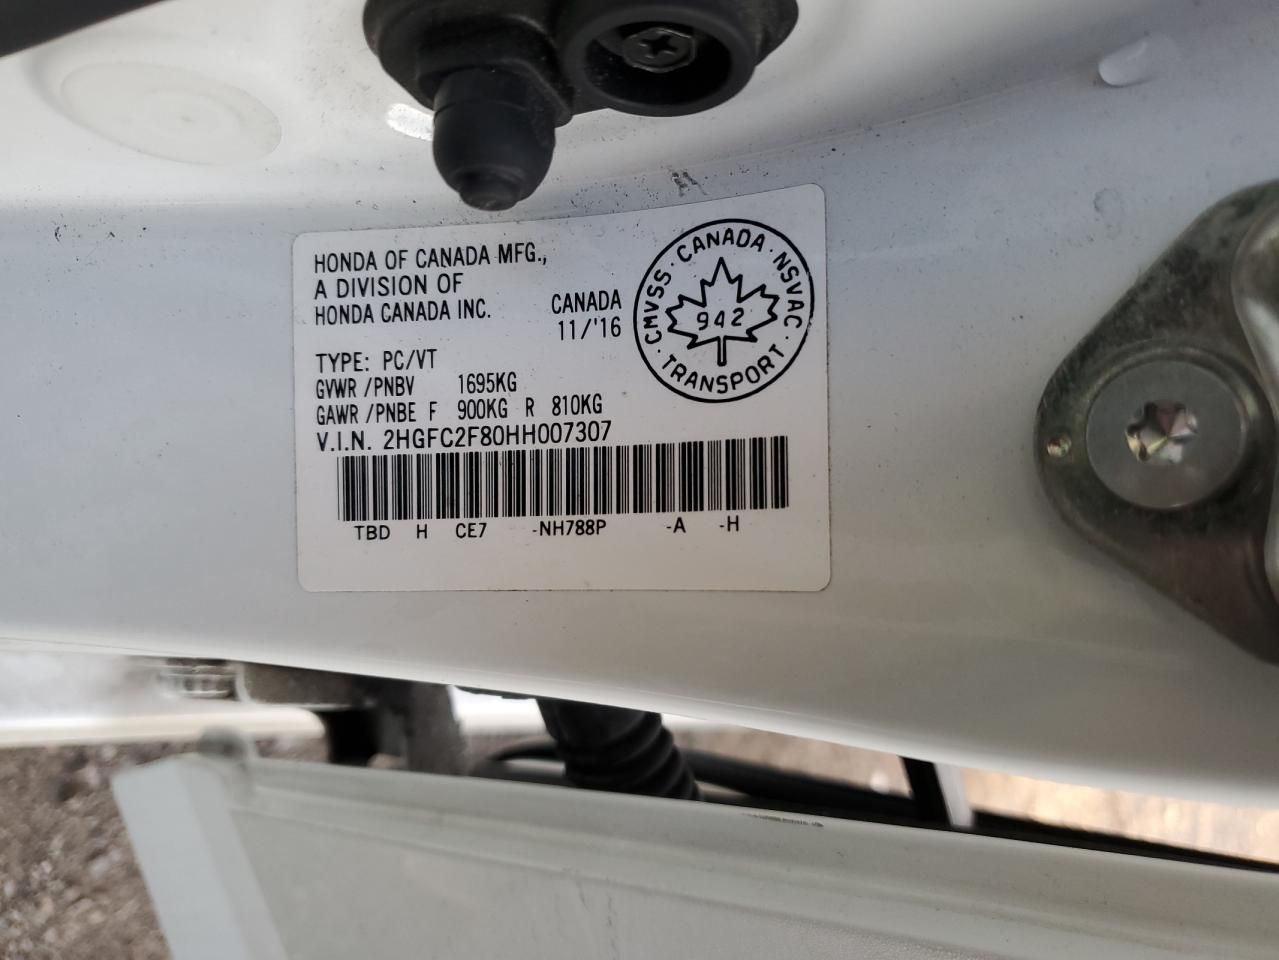 HONDA OF CANADA MFG.,
A DIVISION OF
HONDA CANADA INC.
CANADA
11/'16
CMVSS · CANADA · NSVAC · TRANSPORT ·
942
TYPE: PC/VT
GVWR /PNBV 1695KG
GAWR /PNBE F 900KG R 810KG
V.I.N. 2HGFC2F80HH007307
TBD H CE7 -NH788P -A -H